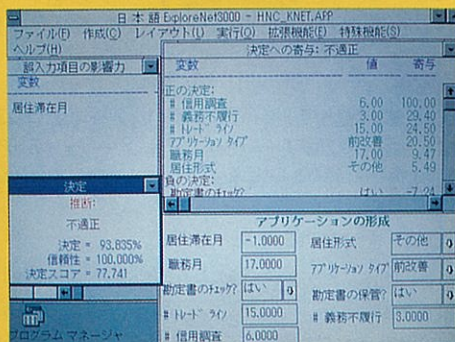 日本語 ExploreNet3000 - HNC_KNET.APP
ファイル(F) 作成(C) レイアウト(L) 実行(O) 拡張機能(E) 特殊機能(E)
ヘルプ(H)
誤入力項目の影響力
変数
居住滞在月
決定への寄与: 不適正
変数 値 寄与
正の決定:
# 信用調査 6.00 100.00
# 義務不履行 3.00 29.40
# トレード ライン 15.00 24.50
アプリケーション タイプ 前改善 20.50
職務月 17.00 9.47
居住形式 その他 5.49
負の決定:
勘定書のチェック? はい -7.24
決定
推断:
不適正
決定 = 93.835%
信頼性 = 100.000%
決定スコア = 77.741
アプリケーションの形成
居住滞在月 -1.0000 居住形式 その他
職務月 17.0000 アプリケーション タイプ 前改善
勘定書のチェック? はい 勘定書の保管? はい
# トレード ライン 15.0000 # 義務不履行 3.0000
# 信用調査 6.0000
プログラム マネージャ